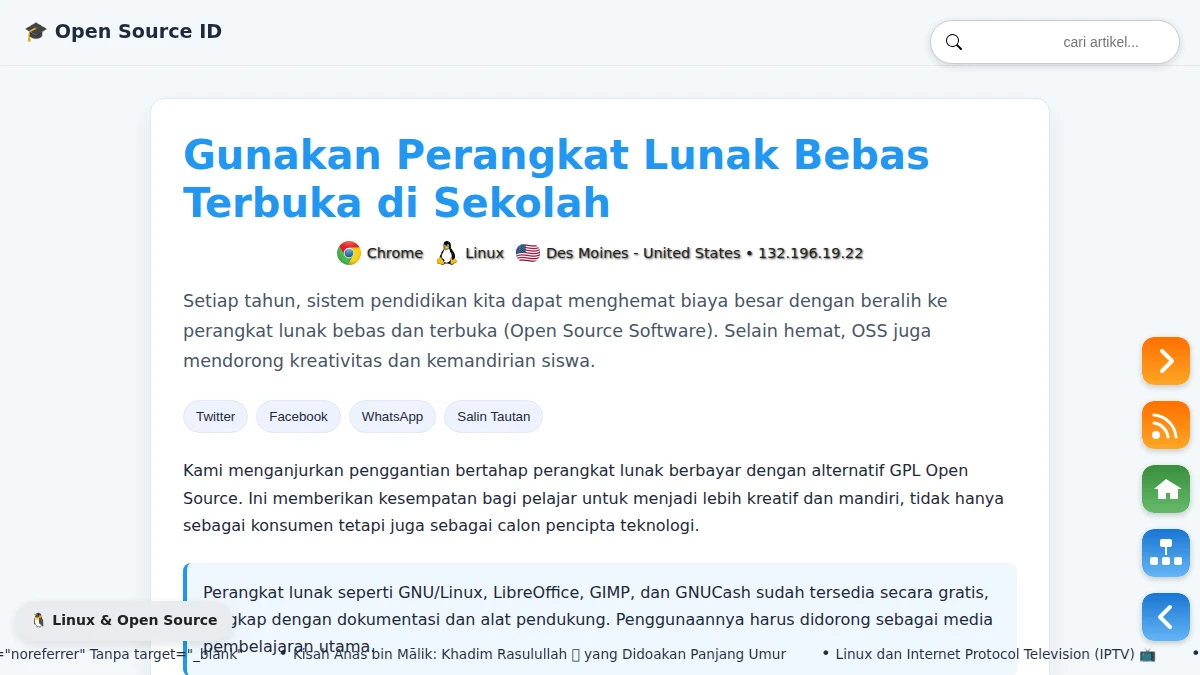 🎓 Open Source ID
cari artikel...
Gunakan Perangkat Lunak Bebas
Terbuka di Sekolah
Chrome Linux Des Moines - United States • 132.196.19.22
Setiap tahun, sistem pendidikan kita dapat menghemat biaya besar dengan beralih ke
perangkat lunak bebas dan terbuka (Open Source Software). Selain hemat, OSS juga
mendorong kreativitas dan kemandirian siswa.
Twitter Facebook WhatsApp Salin Tautan
Kami menganjurkan penggantian bertahap perangkat lunak berbayar dengan alternatif GPL Open
Source. Ini memberikan kesempatan bagi pelajar untuk menjadi lebih kreatif dan mandiri, tidak hanya
sebagai konsumen tetapi juga sebagai calon pencipta teknologi.
Perangkat lunak seperti GNU/Linux, LibreOffice, GIMP, dan GNUCash sudah tersedia secara gratis,
dengan dokumentasi dan alat pendukung. Penggunaannya harus didorong sebagai media
pembelajaran utama.
🐧 Linux & Open Source
="noreferrer" Tanpa target="_blank" • Kisah Anas bin Mālik: Khadim Rasulullah ▯ yang Didoakan Panjang Umur • Linux dan Internet Protocol Television (IPTV) 📺 •